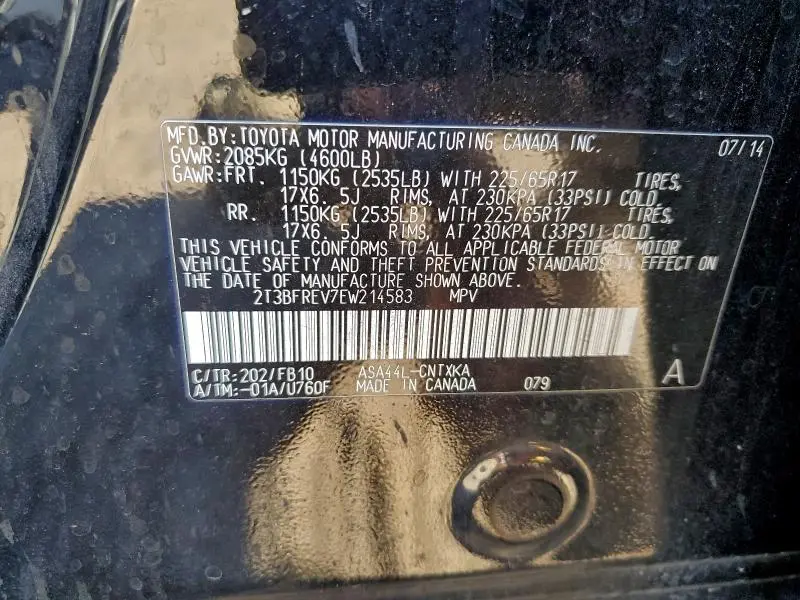 MFD.BY:TOYOTA MOTOR MANUFACTURING CANADA INC. 07/14
GVWR:2085KG (4600LB)
GAWR:FRT. 1150KG (2535LB) WITH 225/65R17 TIRES,
17X6. 5J RIMS, AT 230KPA (33PSI) COLD.
RR. 1150KG (2535LB) WITH 225/65R17 TIRES,
17X6. 5J RIMS, AT 230KPA (33PSI) COLD.
THIS VEHICLE CONFORMS TO ALL APPLICABLE FEDERAL MOTOR
VEHICLE SAFETY AND THEFT PREVENTION STANDARDS IN EFFECT ON
THE DATE OF MANUFACTURE SHOWN ABOVE.
2T3BFREV7EW214583 MPV
C/TR:202/FB10 ASA44L-CNTXKA A
A/TM:-01A/U760F MADE IN CANADA 079